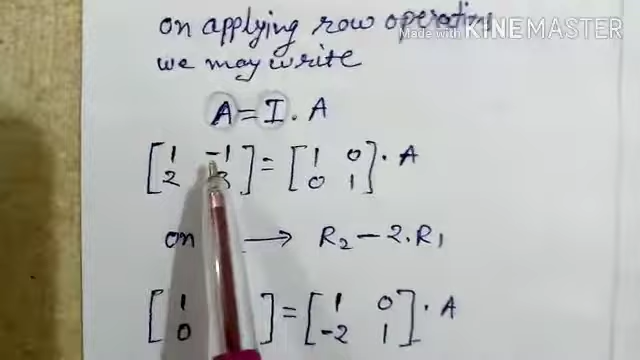 on applying row operation
we may write
Made with KINEMASTER
A = I . A
[1 -1 2 3] = [1 0 0 1] . A
on → R2 - 2.R1
[1 0 ] = [1 0 -2 1] . A